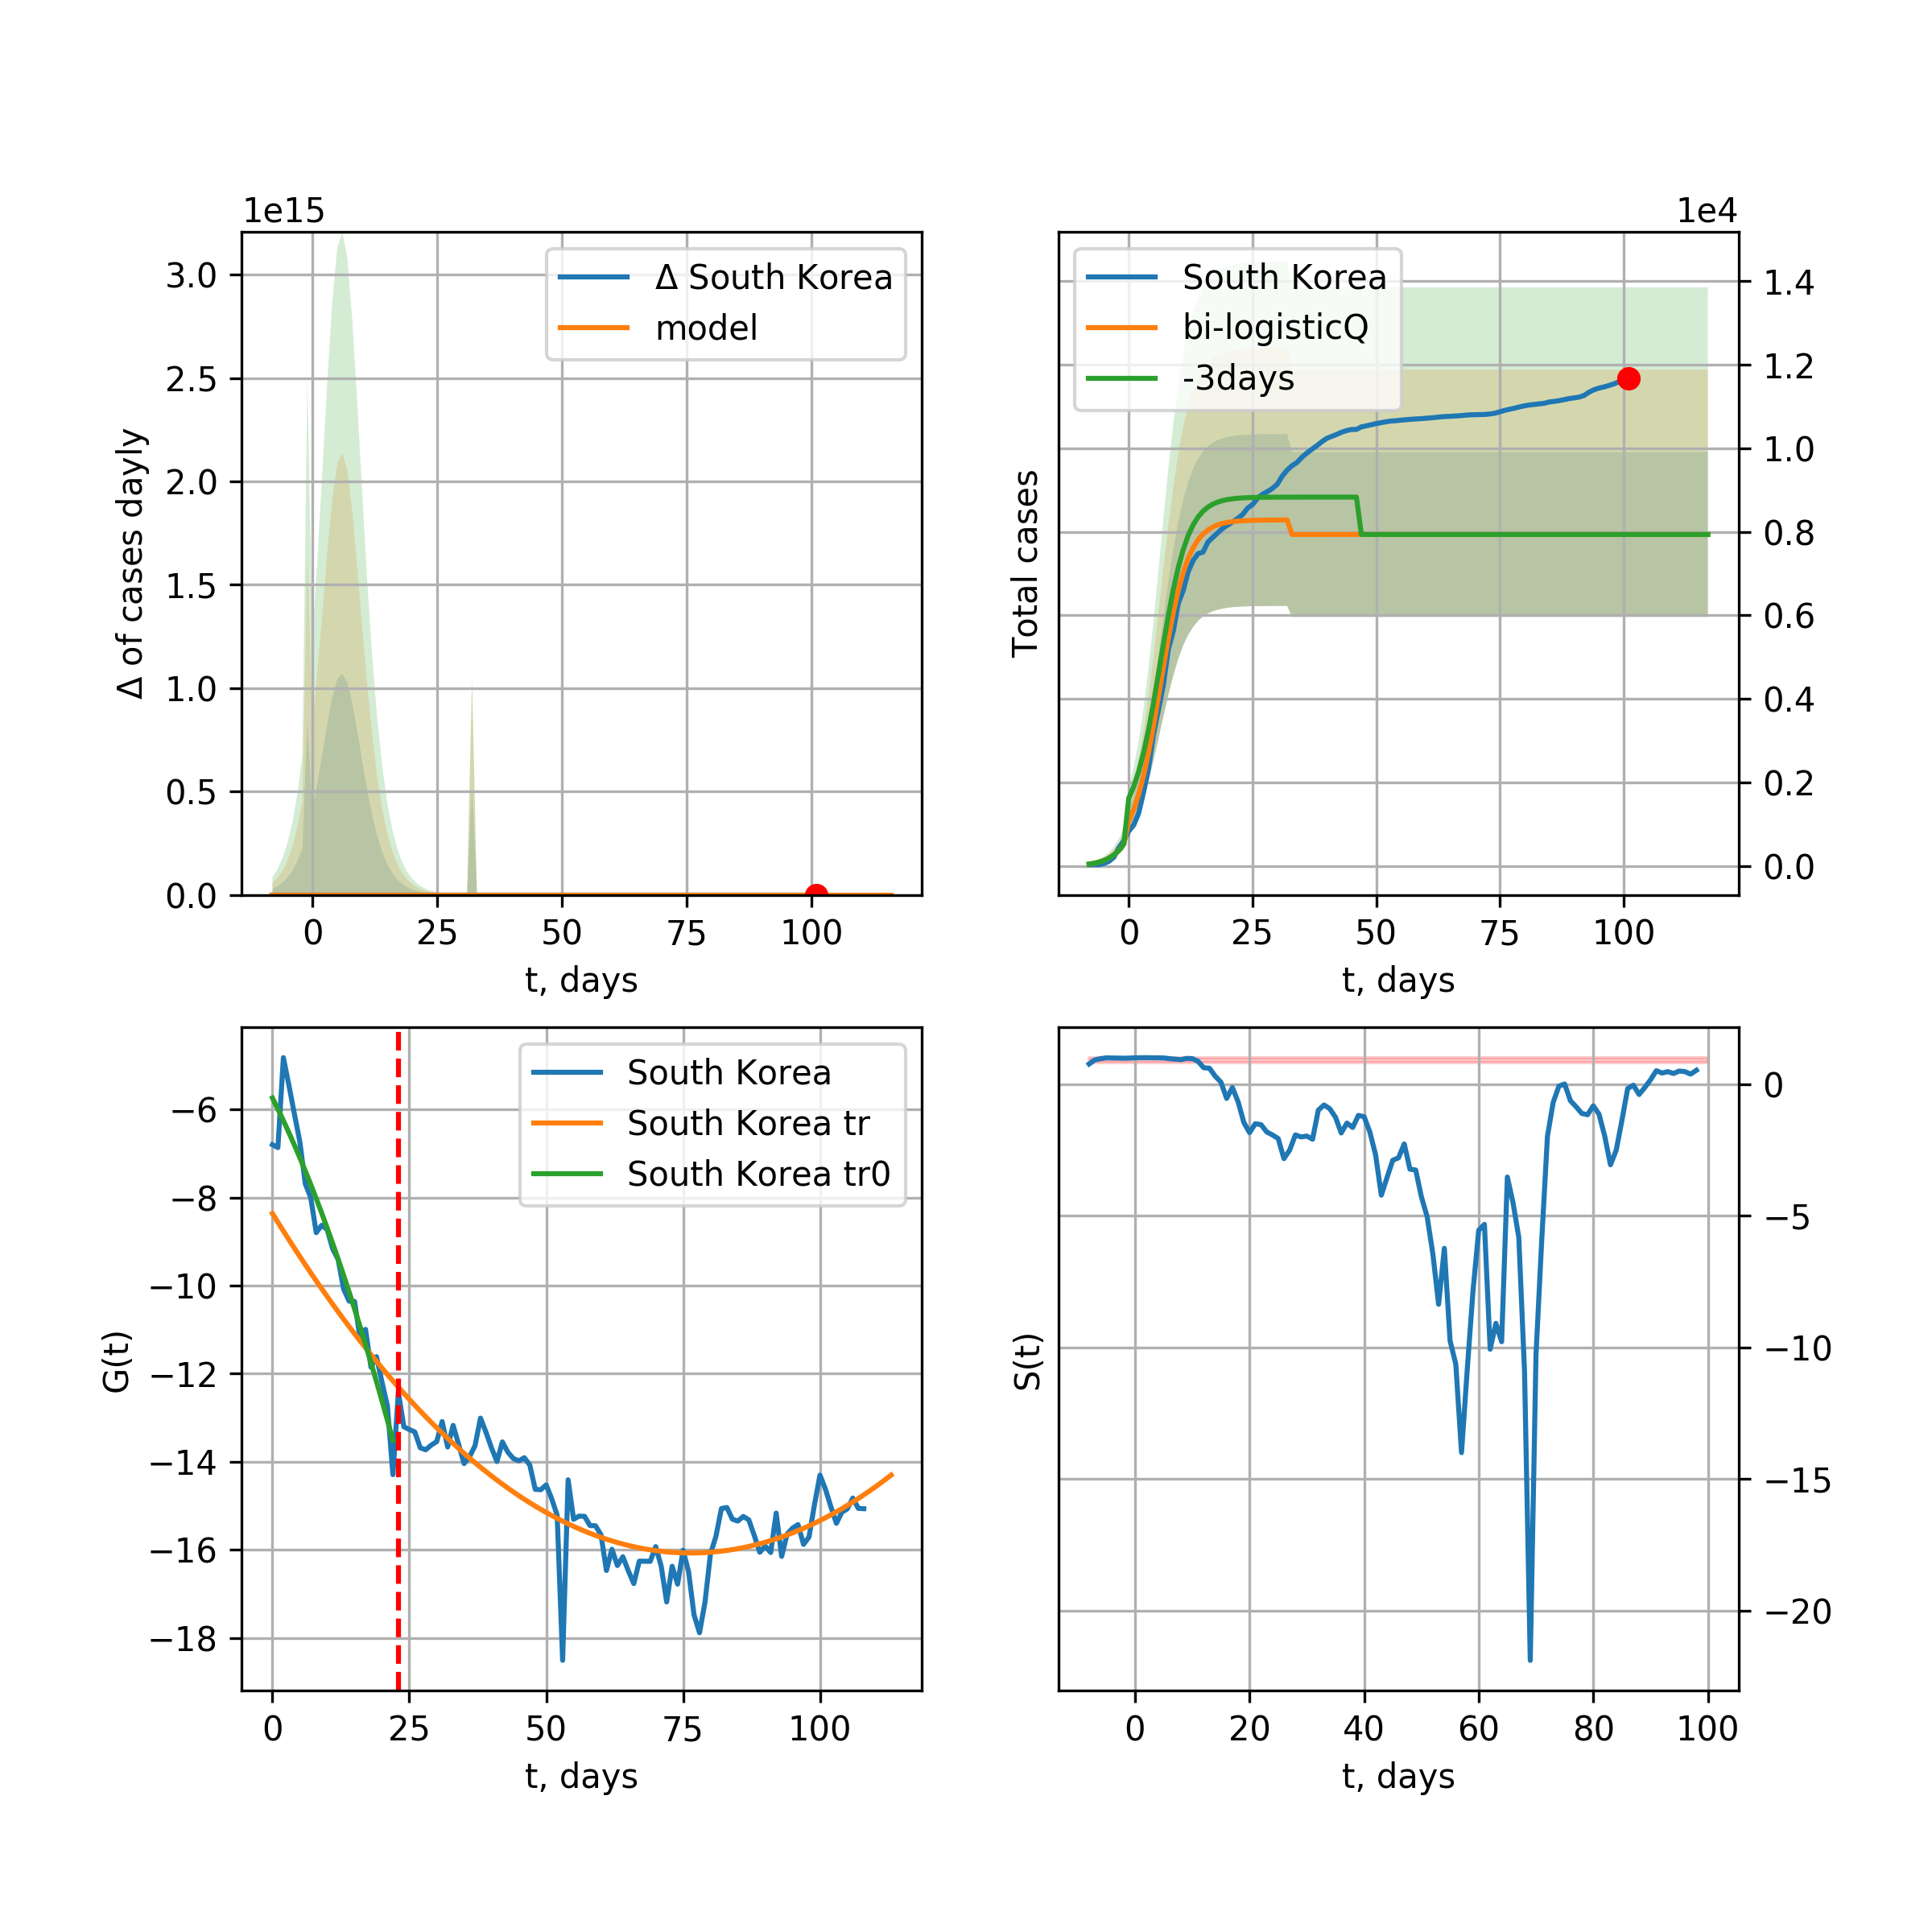 1e15
3.0
2.5
2.0
1.5
1.0
0.5
0.0
Δ of cases dayly
Δ South Korea
model
0 25 50 75 100
t, days
1e4
South Korea
bi-logisticQ
-3days
Total cases
1.4
1.2
1.0
0.8
0.6
0.4
0.2
0.0
0 25 50 75 100
t, days
−6
−8
−10
−12
−14
−16
−18
G(t)
South Korea
South Korea tr
South Korea tr0
0 25 50 75 100
t, days
S(t)
0
−5
−10
−15
−20
0 20 40 60 80 100
t, days